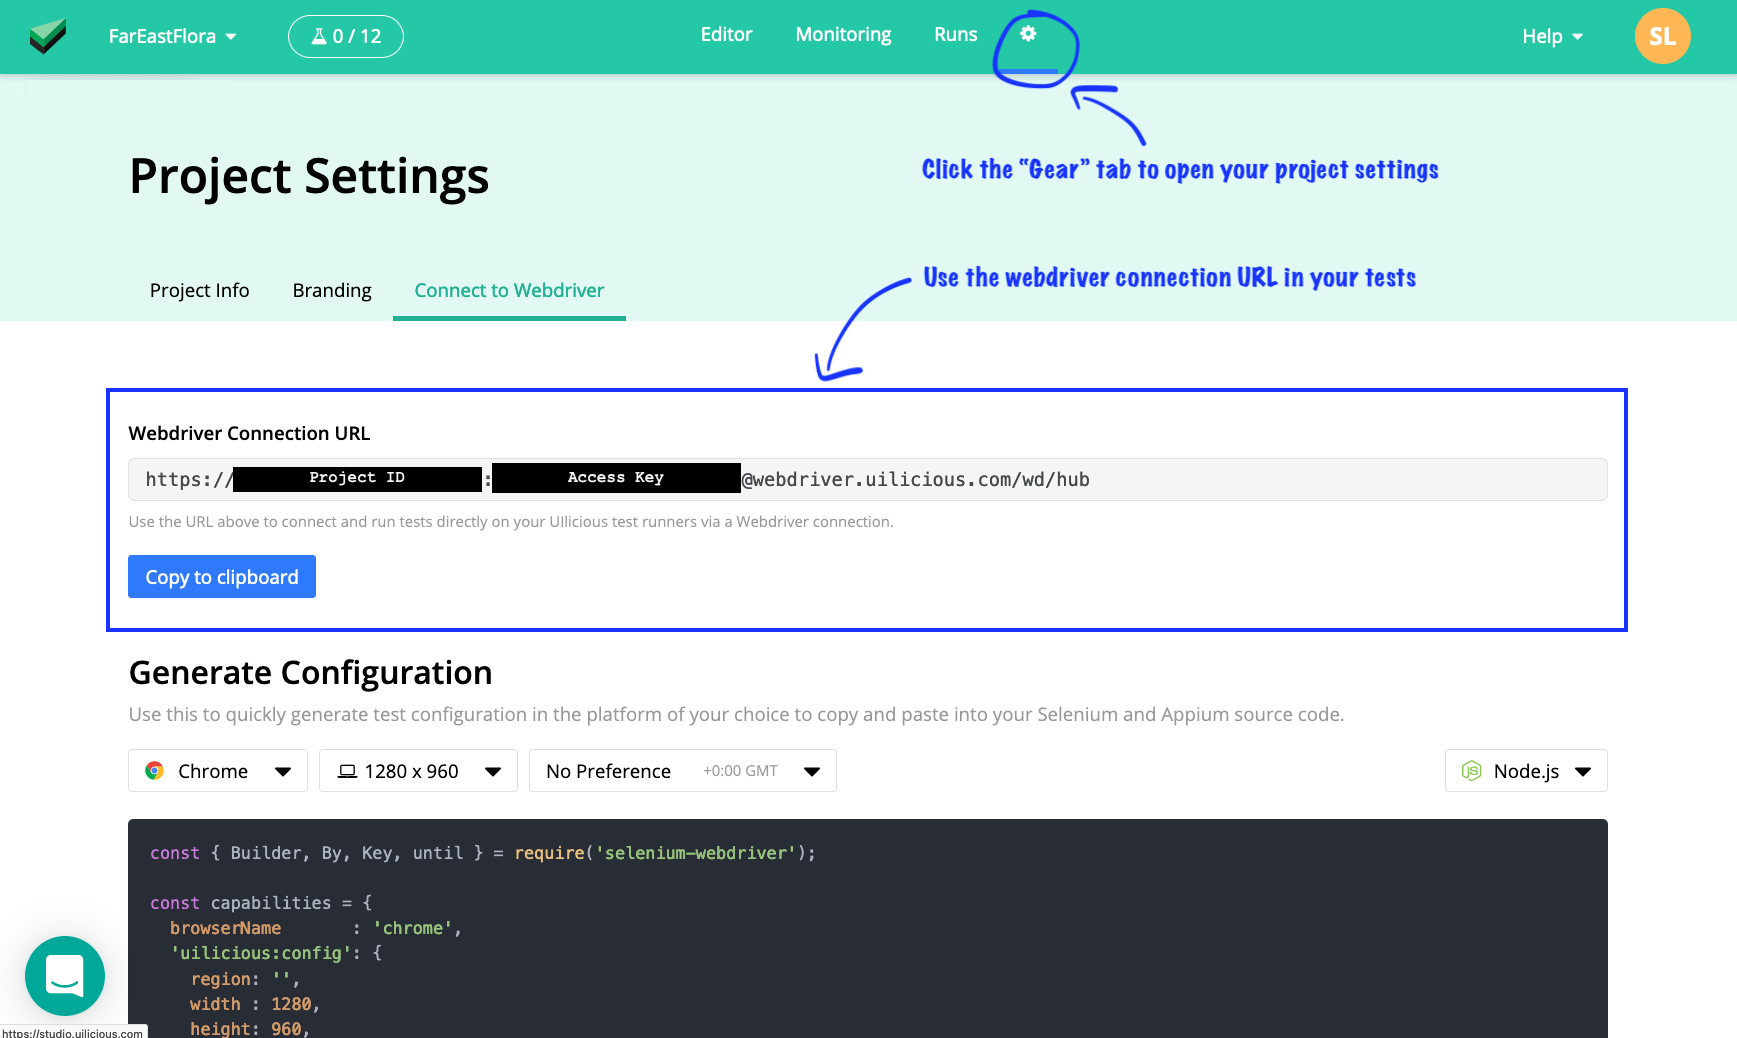 FarEastFlora
0 / 12
Editor
Monitoring
Runs
Help
SL
Click the “Gear” tab to open your project settings
Project Settings
Use the webdriver connection URL in your tests
Project Info
Branding
Connect to Webdriver
Webdriver Connection URL
https://Project ID:Access Key@webdriver.uilicious.com/wd/hub
Use the URL above to connect and run tests directly on your UIlicious test runners via a Webdriver connection.
Copy to clipboard
Generate Configuration
Use this to quickly generate test configuration in the platform of your choice to copy and paste into your Selenium and Appium source code.
Chrome
1280 x 960
No Preference +0:00 GMT
JS Node.js
const { Builder, By, Key, until } = require('selenium-webdriver');
const capabilities = {
browserName : 'chrome',
'uilicious:config': {
region: '',
width : 1280,
height: 960,
https://studio.uilicious.com